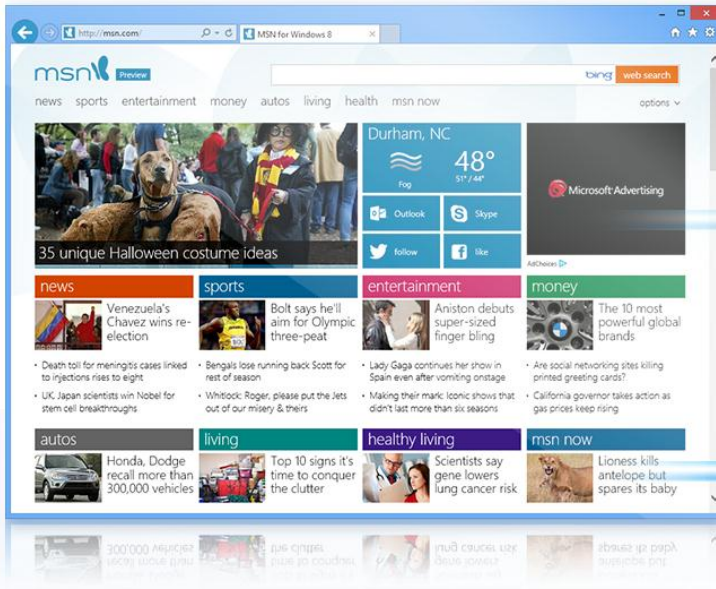 http://msn.com/
MSN for Windows 8
msn Preview
bing web search
news sports entertainment money autos living health msn now
options
35 unique Halloween costume ideas
Durham, NC
48°
Fog
51° / 44°
Outlook
Skype
follow
like
Microsoft Advertising
AdChoices
news
Venezuela's
Chavez wins re-
election
Death toll for meningitis cases linked
to injections rises to eight
UK, Japan scientists win Nobel for
stem cell breakthroughs
sports
Bolt says he'll
aim for Olympic
three-peat
Bengals lose running back Scott for
rest of season
Whitlock: Roger, please put the Jets
out of our misery & theirs
entertainment
Aniston debuts
super-sized
finger bling
Lady Gaga continues her show in
Spain even after vomiting onstage
Making their mark: Iconic shows that
didn't last more than six seasons
money
The 10 most
powerful global
brands
Are social networking sites killing
printed greeting cards?
California governor takes action as
gas prices keep rising
autos
Honda, Dodge
recall more than
300,000 vehicles
living
Top 10 signs it's
time to conquer
the clutter
healthy living
Scientists say
gene lowers
lung cancer risk
msn now
Lioness kills
antelope but
spares its baby